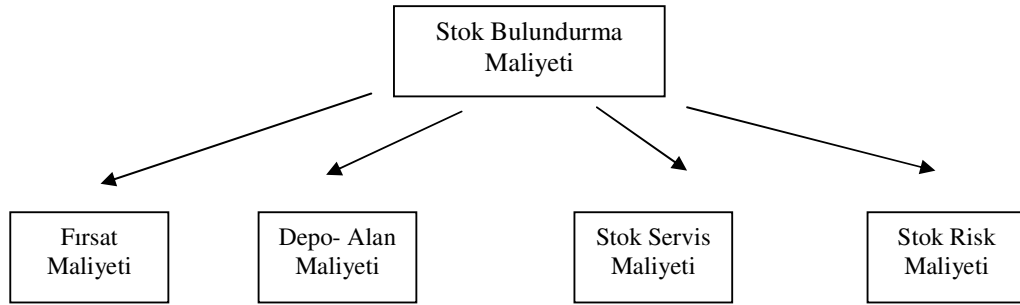 Stok Bulundurma
Maliyeti
Fırsat
Maliyeti
Depo- Alan
Maliyeti
Stok Servis
Maliyeti
Stok Risk
Maliyeti